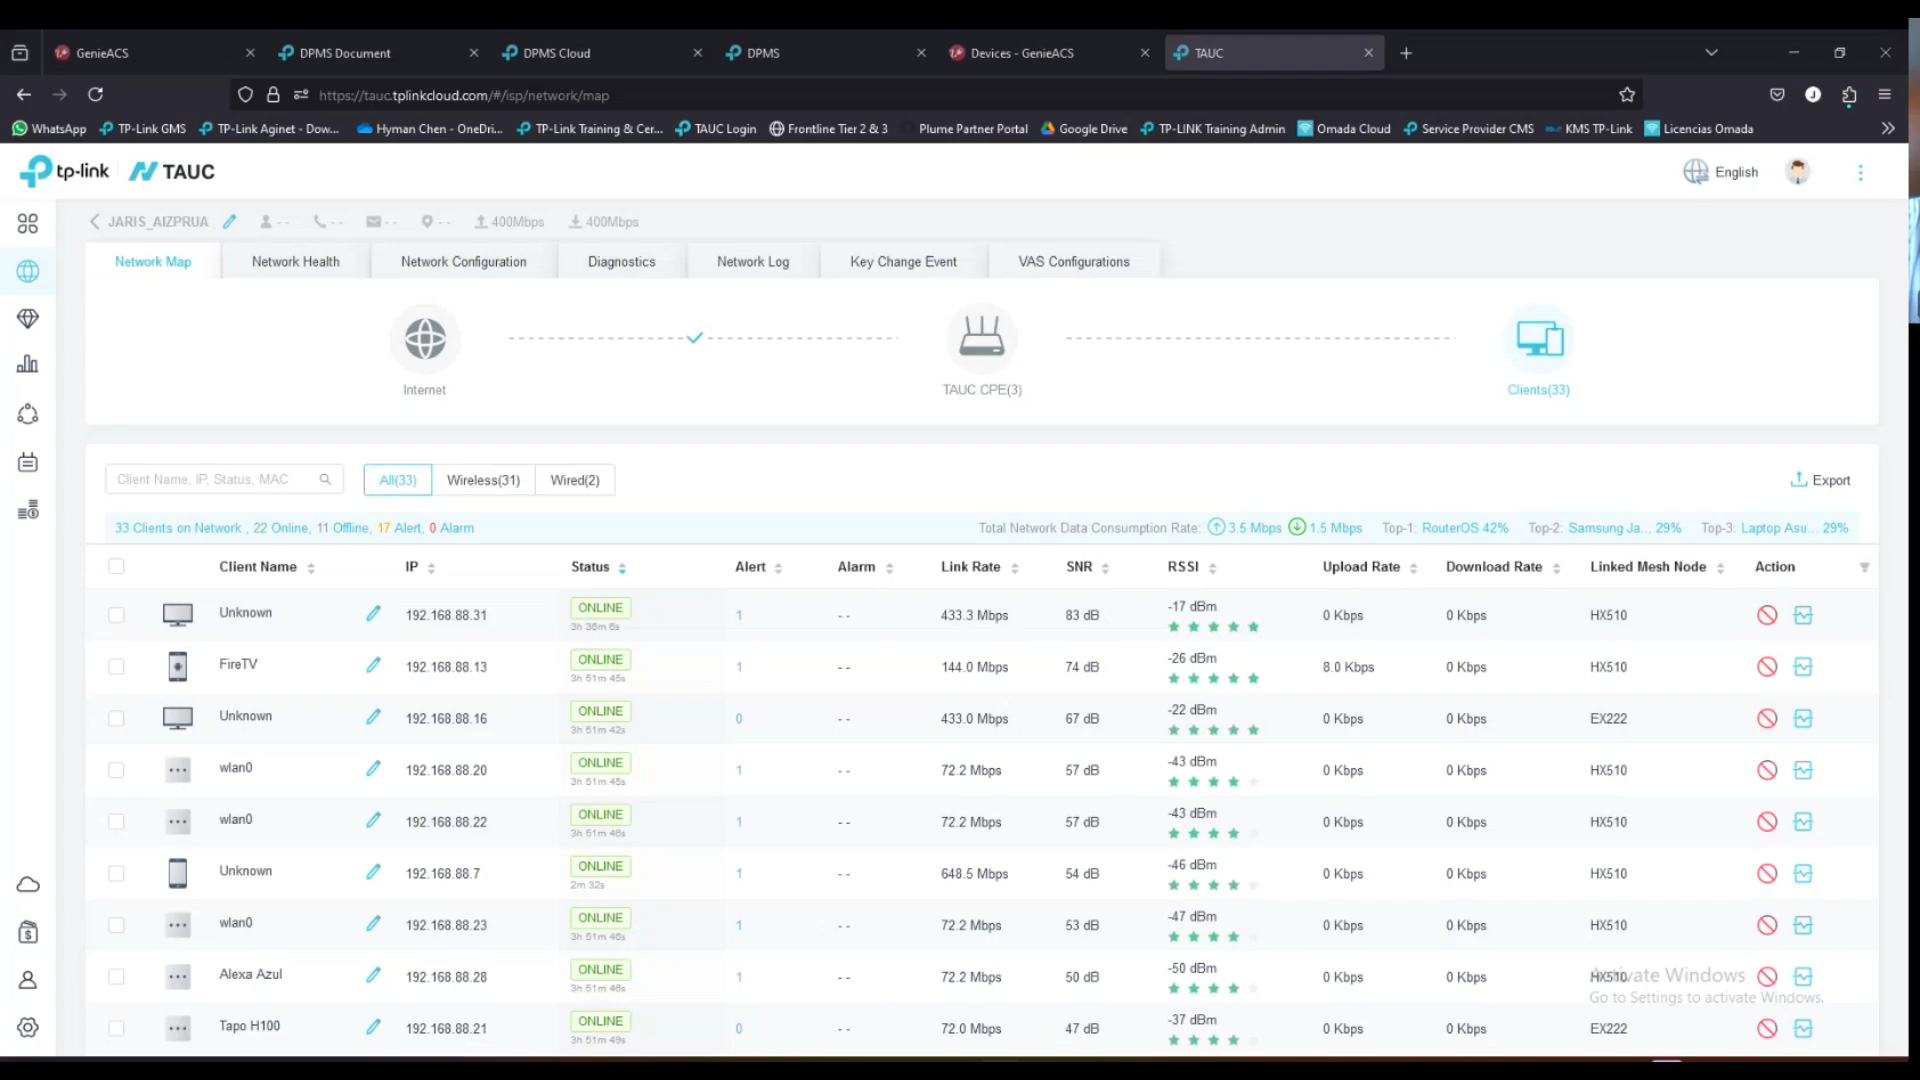 GenieACS
DPMS Document
DPMS Cloud
DPMS
Devices - GenieACS
TAUC
https://tauc.tplinkcloud.com/#/isp/network/map
WhatsApp TP-Link GMS TP-Link Aginet - Dow... Hyman Chen - OneDri... TP-Link Training & Cer... TAUC Login Frontline Tier 2 & 3 Plume Partner Portal Google Drive TP-LINK Training Admin Omada Cloud Service Provider CMS KMS TP-Link Licencias Omada
tp-link TAUC English
JARIS_AIZPRUA -- -- -- -- 400Mbps 400Mbps
Network Map Network Health Network Configuration Diagnostics Network Log Key Change Event VAS Configurations
Internet TAUC CPE(3) Clients(33)
Client Name, IP, Status, MAC All(33) Wireless(31) Wired(2) Export
33 Clients on Network , 22 Online, 11 Offline, 17 Alert, 0 Alarm Total Network Data Consumption Rate: 3.5 Mbps 1.5 Mbps Top-1: RouterOS 42% Top-2: Samsung Ja... 29% Top-3: Laptop Asu... 29%
Client Name IP Status Alert Alarm Link Rate SNR RSSI Upload Rate Download Rate Linked Mesh Node Action
Unknown 192.168.88.31 ONLINE 3h 36m 6s 1 -- 433.3 Mbps 83 dB -17 dBm 0 Kbps 0 Kbps HX510
FireTV 192.168.88.13 ONLINE 3h 51m 45s 1 -- 144.0 Mbps 74 dB -26 dBm 8.0 Kbps 0 Kbps HX510
Unknown 192.168.88.16 ONLINE 3h 51m 42s 0 -- 433.0 Mbps 67 dB -22 dBm 0 Kbps 0 Kbps EX222
wlan0 192.168.88.20 ONLINE 3h 51m 45s 1 -- 72.2 Mbps 57 dB -43 dBm 0 Kbps 0 Kbps HX510
wlan0 192.168.88.22 ONLINE 3h 51m 46s 1 -- 72.2 Mbps 57 dB -43 dBm 0 Kbps 0 Kbps HX510
Unknown 192.168.88.7 ONLINE 2m 32s 1 -- 648.5 Mbps 54 dB -46 dBm 0 Kbps 0 Kbps HX510
wlan0 192.168.88.23 ONLINE 3h 51m 46s 1 -- 72.2 Mbps 53 dB -47 dBm 0 Kbps 0 Kbps HX510
Alexa Azul 192.168.88.28 ONLINE 3h 51m 46s 1 -- 72.2 Mbps 50 dB -50 dBm 0 Kbps 0 Kbps HX510
Activate Windows
Go to Settings to activate Windows.
Tapo H100 192.168.88.21 ONLINE 3h 51m 49s 0 -- 72.0 Mbps 47 dB -37 dBm 0 Kbps 0 Kbps EX222